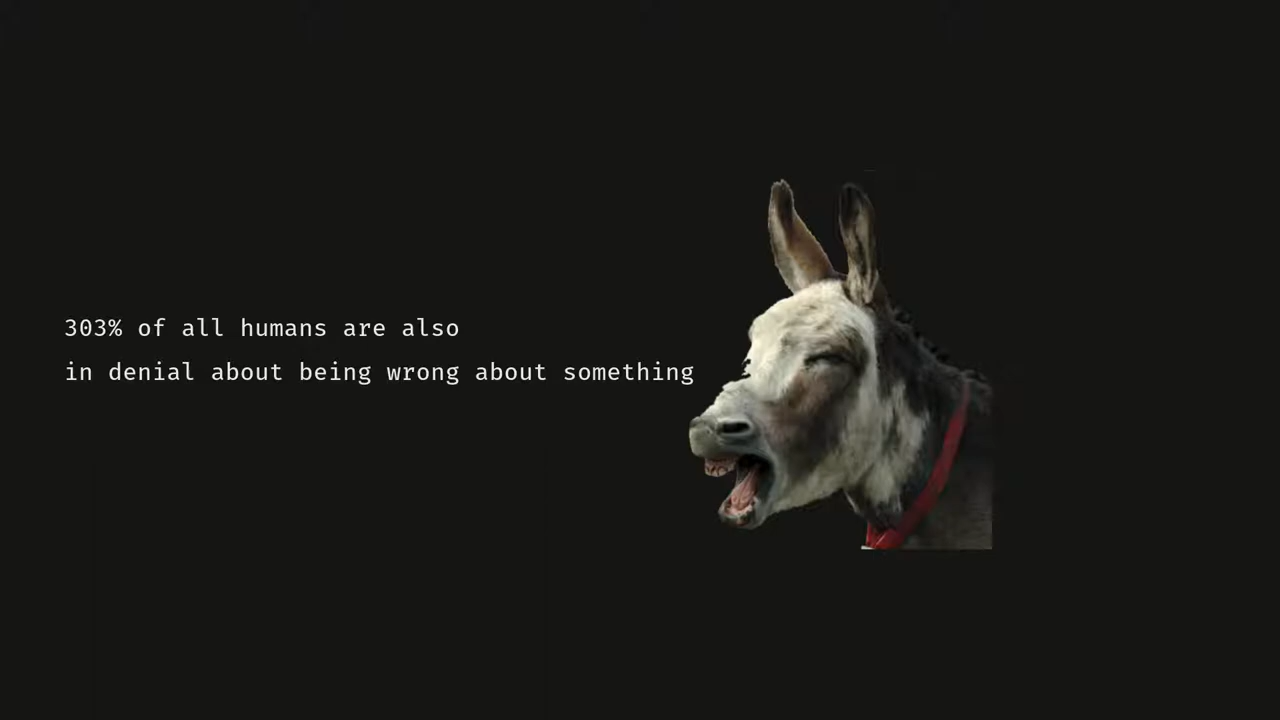 303% of all humans are also
in denial about being wrong about something